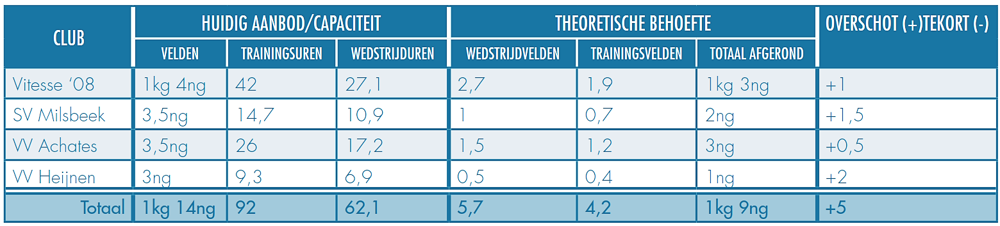 CLUB HUIDIG AANBOD/CAPACITEIT THEORETISCHE BEHOEFTE OVERSCHOT (+)TEKORT (-)
VELDEN TRAININGSUREN WEDSTRIJDUREN WEDSTRIJDVELDEN TRAININGSVELDEN TOTAAL AFGEROND
Vitesse ‘08 1kg 4ng 42 27,1 2,7 1,9 1kg 3ng +1
SV Milsbeek 3,5ng 14,7 10,9 1 0,7 2ng +1,5
VV Achates 3,5ng 26 17,2 1,5 1,2 3ng +0,5
VV Heijnen 3ng 9,3 6,9 0,5 0,4 1ng +2
Totaal 1kg 14ng 92 62,1 5,7 4,2 1kg 9ng +5